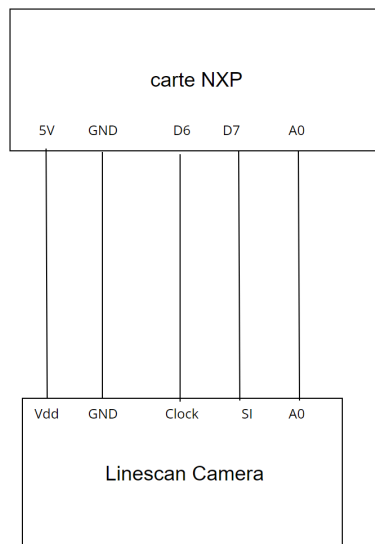 carte NXP
5V GND D6 D7 A0
Vdd GND Clock SI A0
Linescan Camera